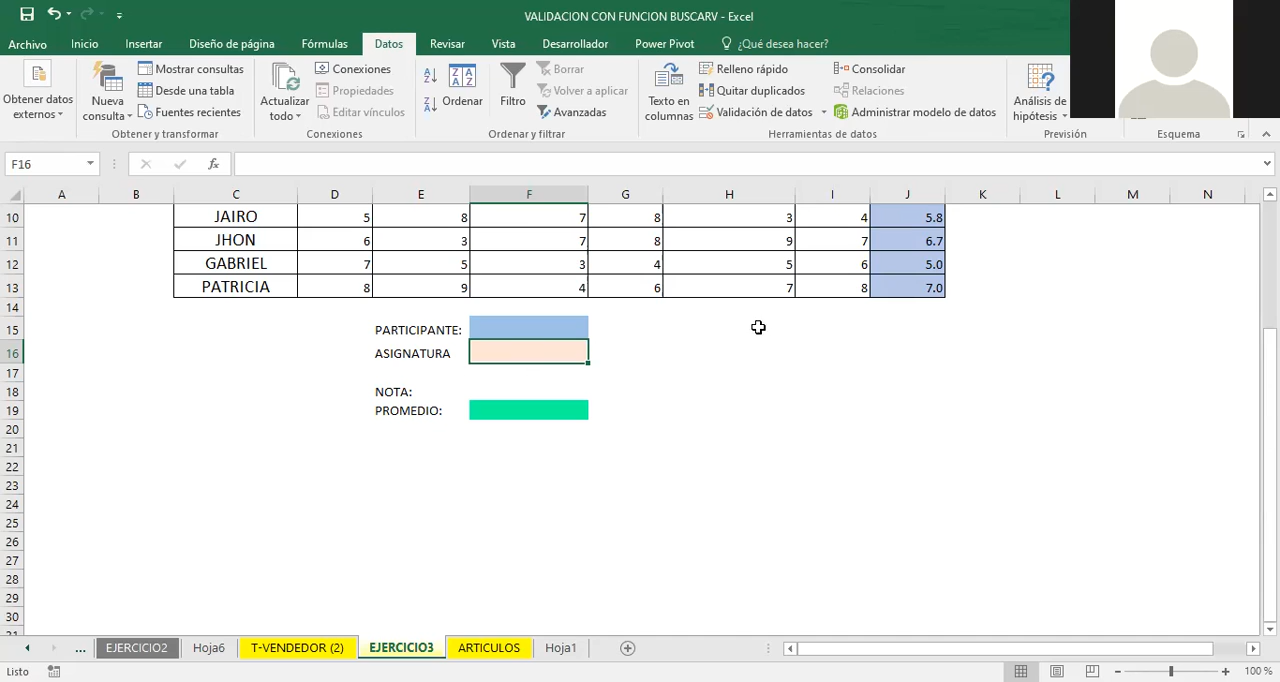 VALIDACION CON FUNCION BUSCARV - Excel
Archivo Inicio Insertar Diseño de página Fórmulas Datos Revisar Vista Desarrollador Power Pivot ¿Qué desea hacer?
Obtener datos externos
Nueva consulta
Mostrar consultas
Desde una tabla
Fuentes recientes
Obtener y transformar
Actualizar todo
Conexiones
Propiedades
Editar vínculos
Conexiones
A Z
Z A
Z A A Z
Ordenar
Filtro
Borrar
Volver a aplicar
Avanzadas
Ordenar y filtrar
Texto en columnas
Relleno rápido
Quitar duplicados
Validación de datos
Consolidar
Relaciones
Administrar modelo de datos
Herramientas de datos
Análisis de hipótesis
Previsión
Esquema
F16 fx
A B C D E F G H I J K L M N
10 JAIRO 5 8 7 8 3 4 5.8
11 JHON 6 3 7 8 9 7 6.7
12 GABRIEL 7 5 3 4 5 6 5.0
13 PATRICIA 8 9 4 6 7 8 7.0
14
15 PARTICIPANTE:
16 ASIGNATURA
17
18 NOTA:
19 PROMEDIO:
20
21
22
23
24
25
26
27
28
29
30
... EJERCICIO2 Hoja6 T-VENDEDOR (2) EJERCICIO3 ARTICULOS Hoja1
Listo 100 %